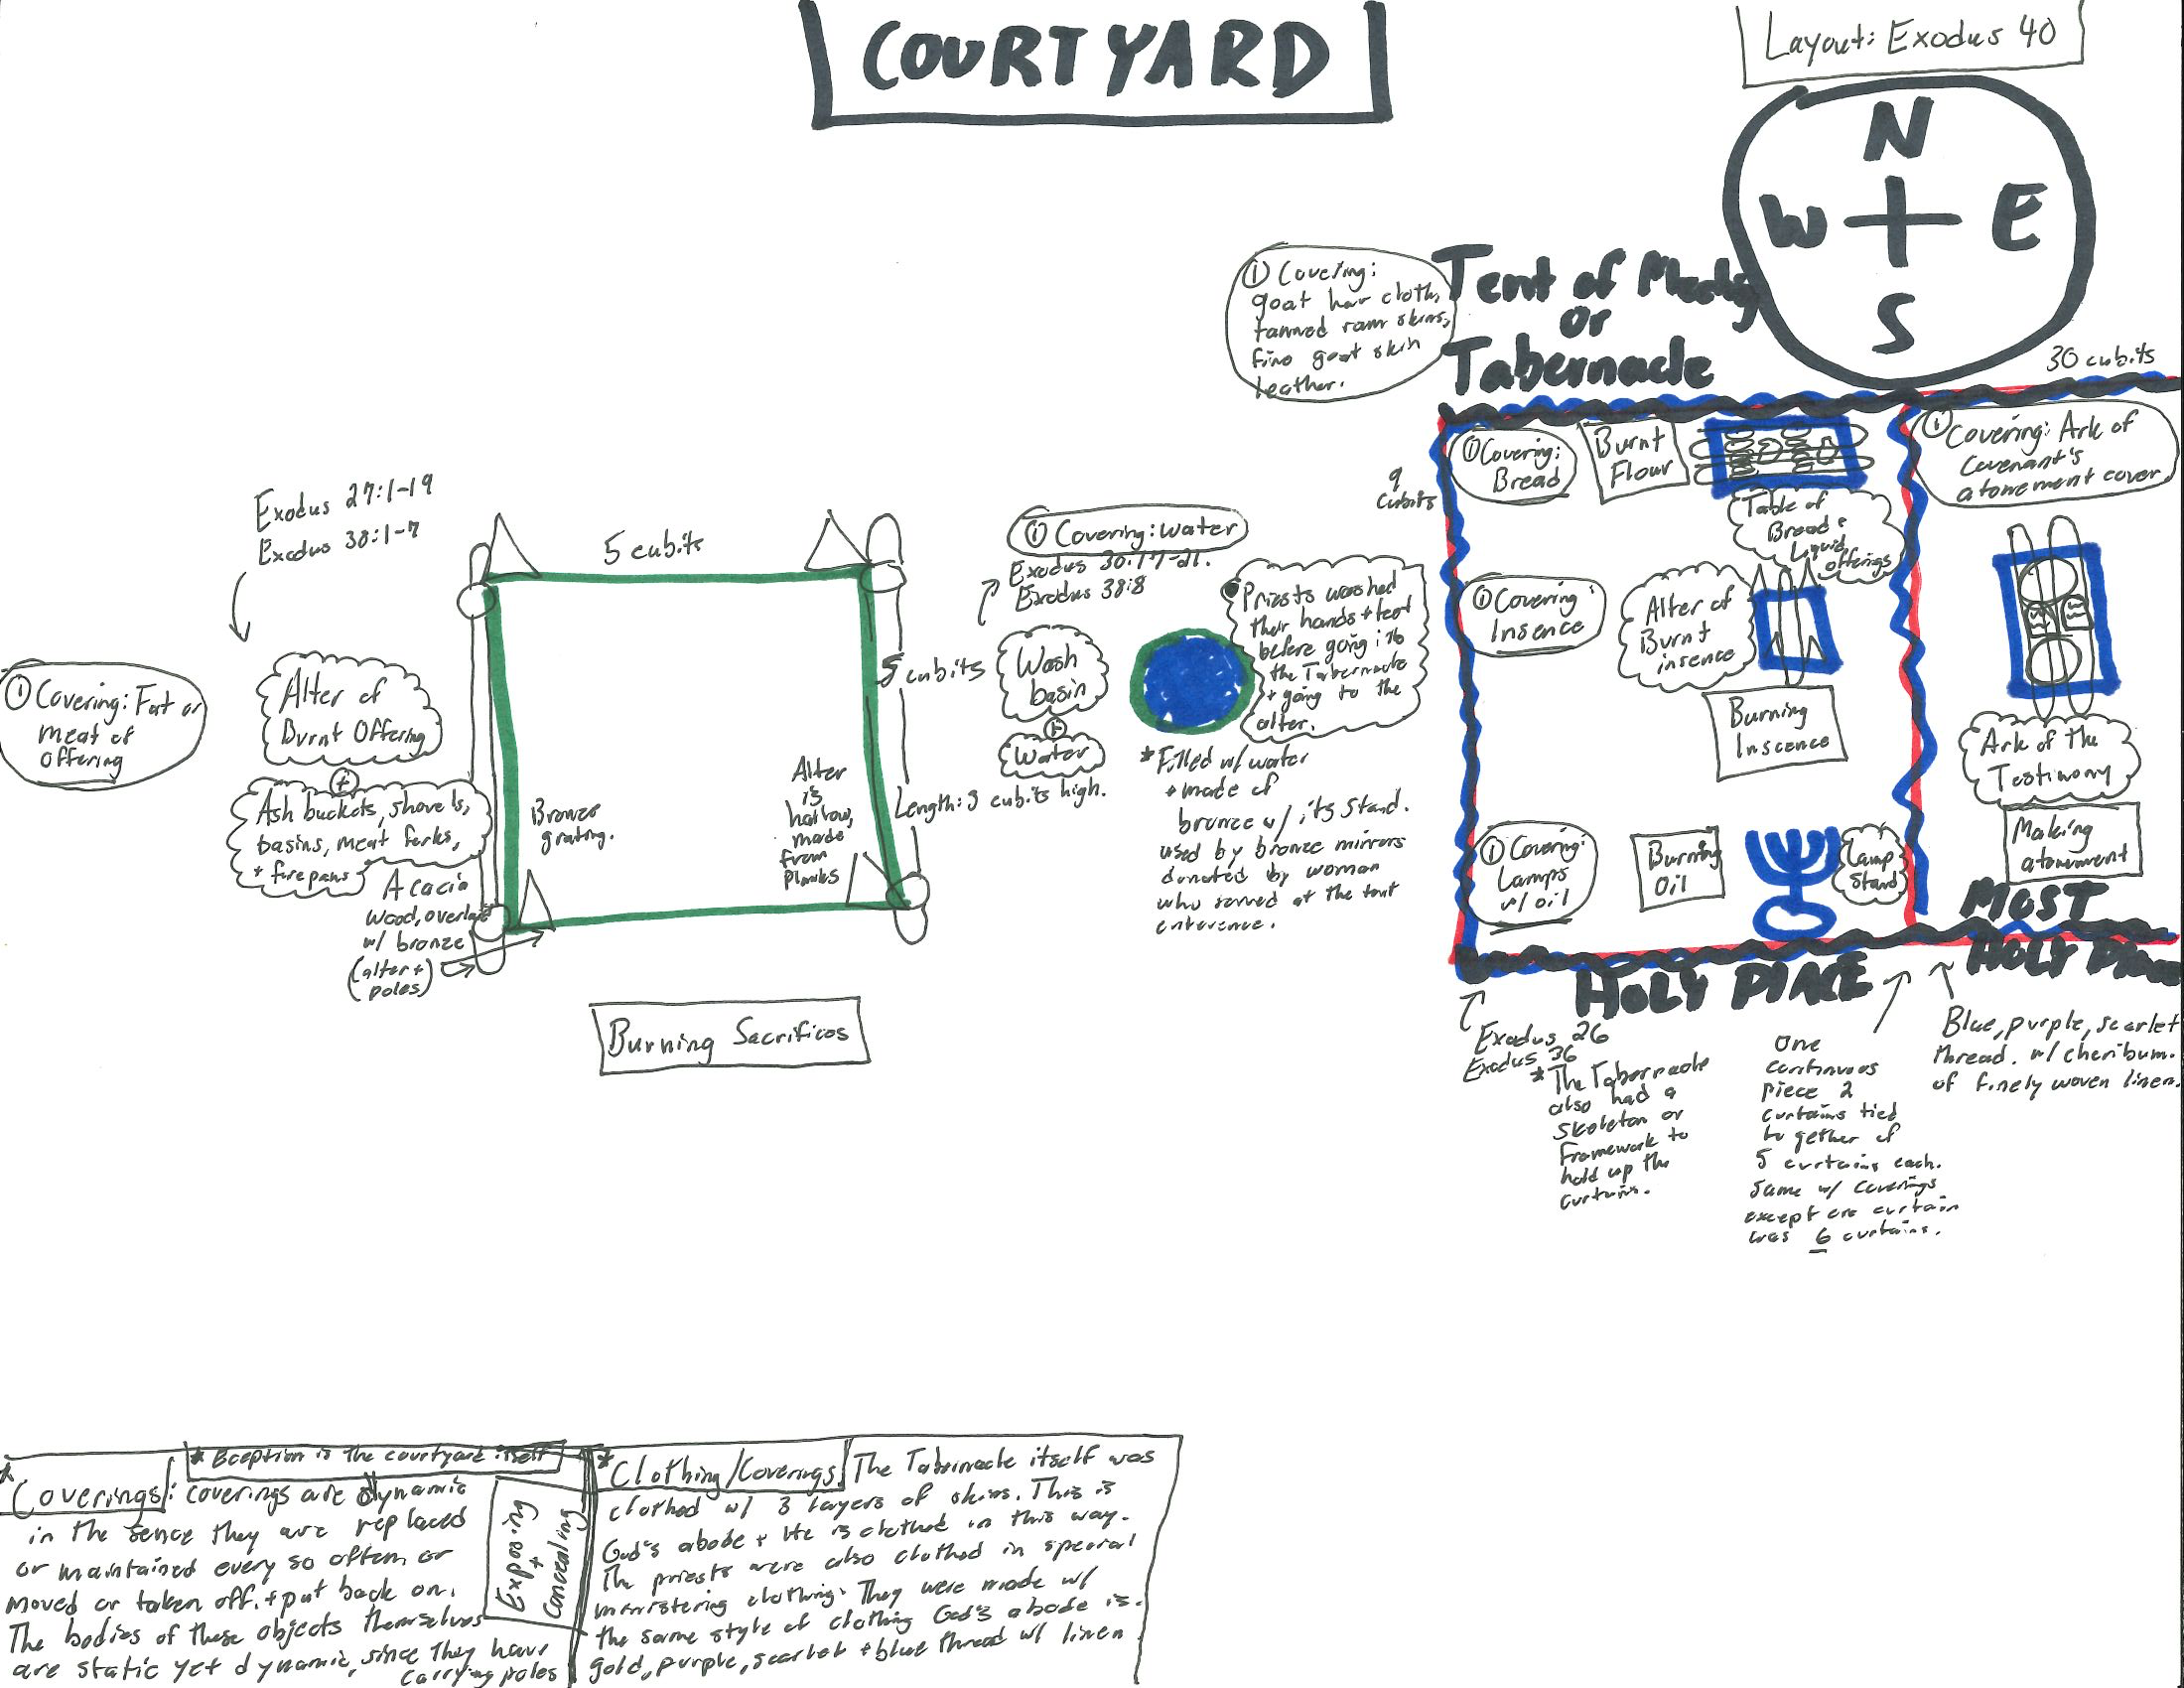 COURTYARD
Layout: Exodus 40
N
W E
S
Tent of Meeting
or
Tabernacle
① Covering:
goat hair cloth,
tanned ram skins,
fine goat skin
leather.
30 cubits
9
cubits
① Covering:
Bread
Burnt
Flour
Table of
Bread &
Liquid
offerings
① Covering: Ark of
Covenant's
atonement cover
① Covering:
Insence
Alter of
Burnt
insence
Burning
Inscence
① Covering:
Lamps
w/ oil
Burning
Oil
Lamp
Stand
Ark of the
Testimony
Making
atonement
MOST
HOLY PLACE
HOLY PLACE
Exodus 26
Exodus 36
* The Tabernacle
also had a
skeleton or
framework to
hold up the
curtains.
One
continuous
piece 2
curtains tied
together of
5 curtains each.
Same w/ coverings
except one curtain
was 6 curtains.
Blue, purple, scarlet
thread. w/ cheribum.
of finely woven linen.
Exodus 27:1-19
Exodus 38:1-7
① Covering: Fat or
meat of
offering
Alter of
Burnt Offering
+
Ash buckets, shovels,
basins, meat forks,
+ fire pans
Acacia
wood, overlaid
w/ bronze
(alter +
poles)
5 cubits
5 cubits
Length: 3 cubits high.
Bronze
grating.
Alter
is
hollow,
made
from
planks
Burning Sacrifices
① Covering: water
Exodus 30:17-21.
Exodus 38:8
Wash
basin
+
Water
Priests washed
their hands + feet
before going into
the Tabernacle
+ going to the
alter.
* Filled w/ water
+ made of
bronze w/ its stand.
used by bronze mirrors
donated by woman
who served at the tent
enterence.
* Exception is the courtyard itself
* Coverings: coverings are dynamic
in the sence they are replaced
or maintained every so often, or
moved or taken off. + put back on.
The bodies of these objects themselves
are static yet dynamic, since they have
carrying poles
Exposing
+
Concealing
* Clothing/Coverings. The Tabernacle itself was
clothed w/ 3 layers of skins. This is
God's abode + He is clothed in this way.
The priests were also clothed in special
ministering clothing. They were made w/
the same style of clothing God's abode is.
gold, purple, scarlet + blue thread w/ linen